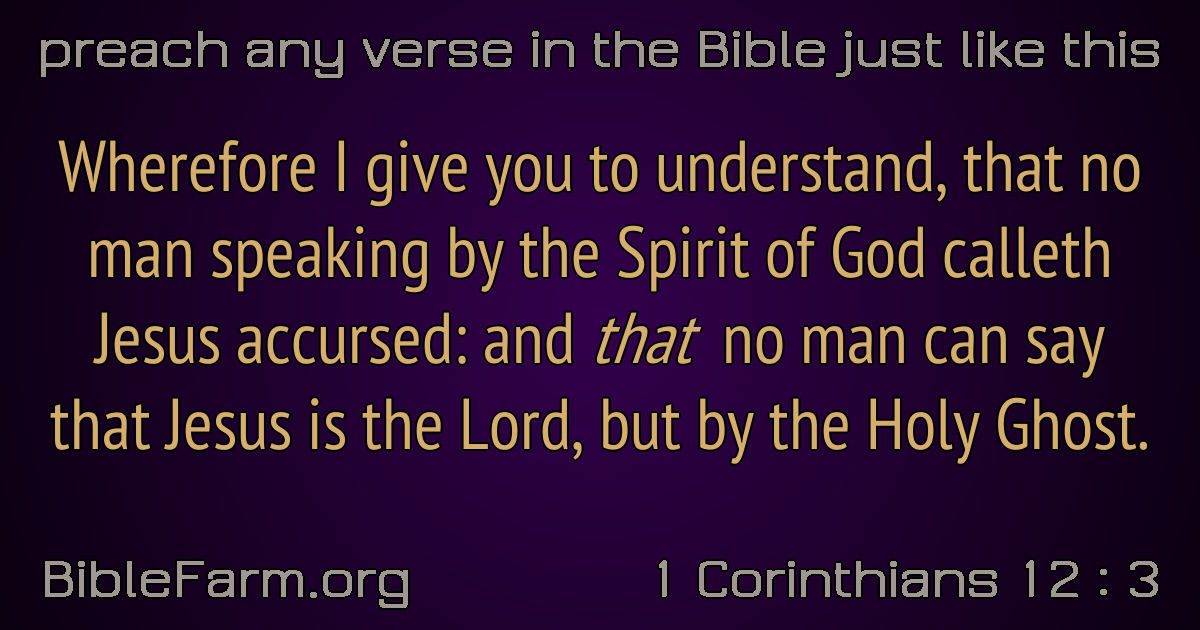 preach any verse in the Bible just like this
Wherefore I give you to understand, that no
man speaking by the Spirit of God calleth
Jesus accursed: and that no man can say
that Jesus is the Lord, but by the Holy Ghost.
BibleFarm.org
1 Corinthians 12 : 3